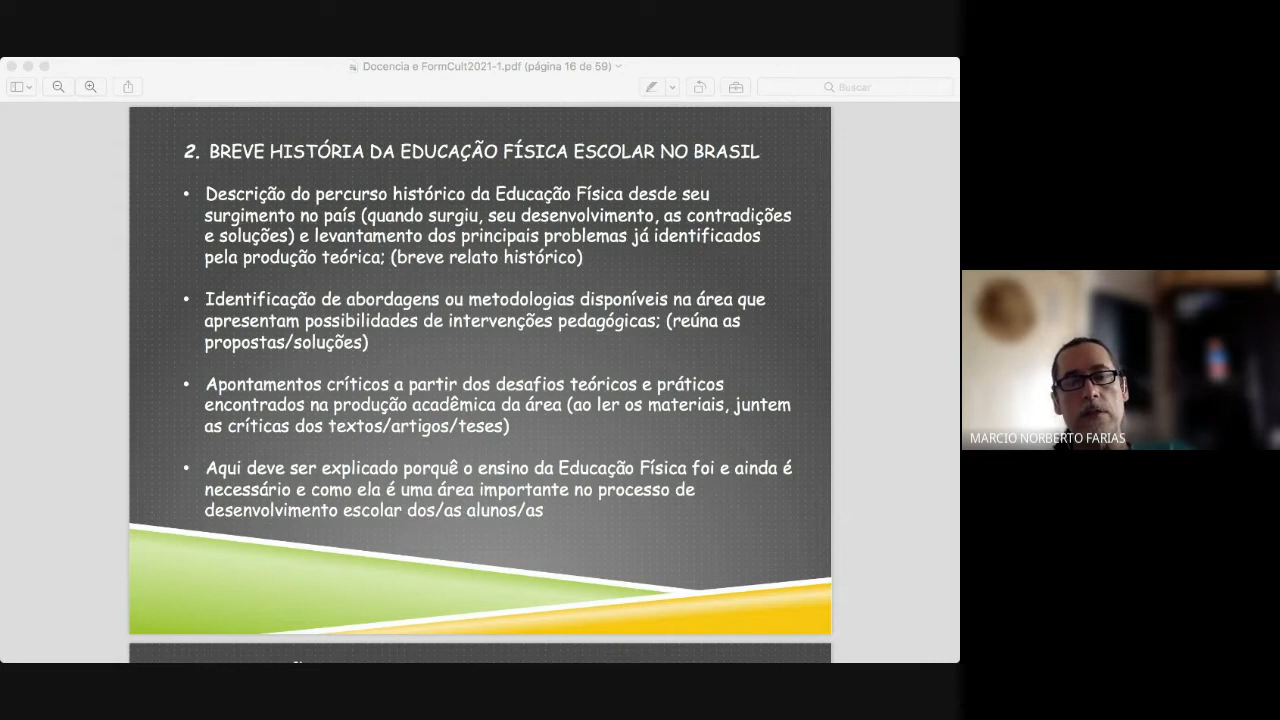 Docencia e FormCult2021-1.pdf (página 16 de 59)
Buscar
2. BREVE HISTÓRIA DA EDUCAÇÃO FÍSICA ESCOLAR NO BRASIL
• Descrição do percurso histórico da Educação Física desde seu
surgimento no país (quando surgiu, seu desenvolvimento, as contradições
e soluções) e levantamento dos principais problemas já identificados
pela produção teórica; (breve relato histórico)
• Identificação de abordagens ou metodologias disponíveis na área que
apresentam possibilidades de intervenções pedagógicas; (reúna as
propostas/soluções)
• Apontamentos críticos a partir dos desafios teóricos e práticos
encontrados na produção acadêmica da área (ao ler os materiais, juntem
as críticas dos textos/artigos/teses)
• Aqui deve ser explicado porquê o ensino da Educação Física foi e ainda é
necessário e como ela é uma área importante no processo de
desenvolvimento escolar dos/as alunos/as
MARCIO NORBERTO FARIAS